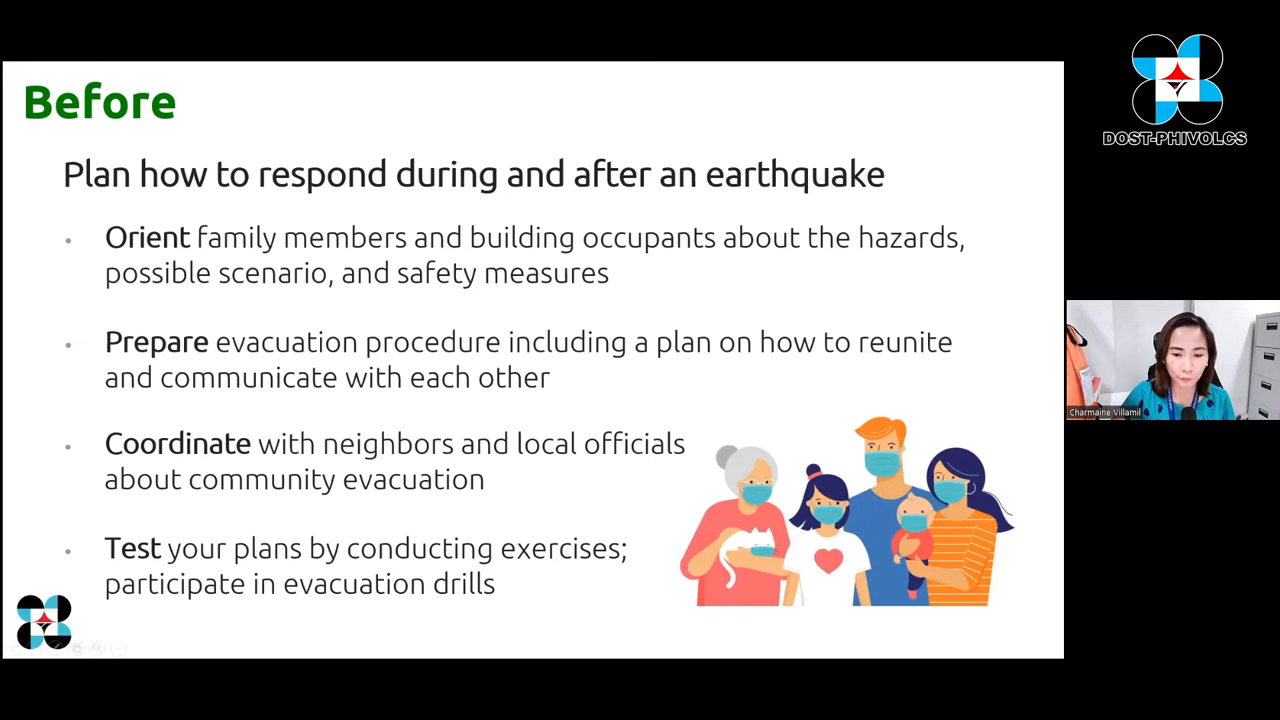 Before
Plan how to respond during and after an earthquake
Orient family members and building occupants about the hazards,
possible scenario, and safety measures
Prepare evacuation procedure including a plan on how to reunite
and communicate with each other
Coordinate with neighbors and local officials
about community evacuation
Test your plans by conducting exercises;
participate in evacuation drills
DOST-PHIVOLCS
Charmaine Villamil